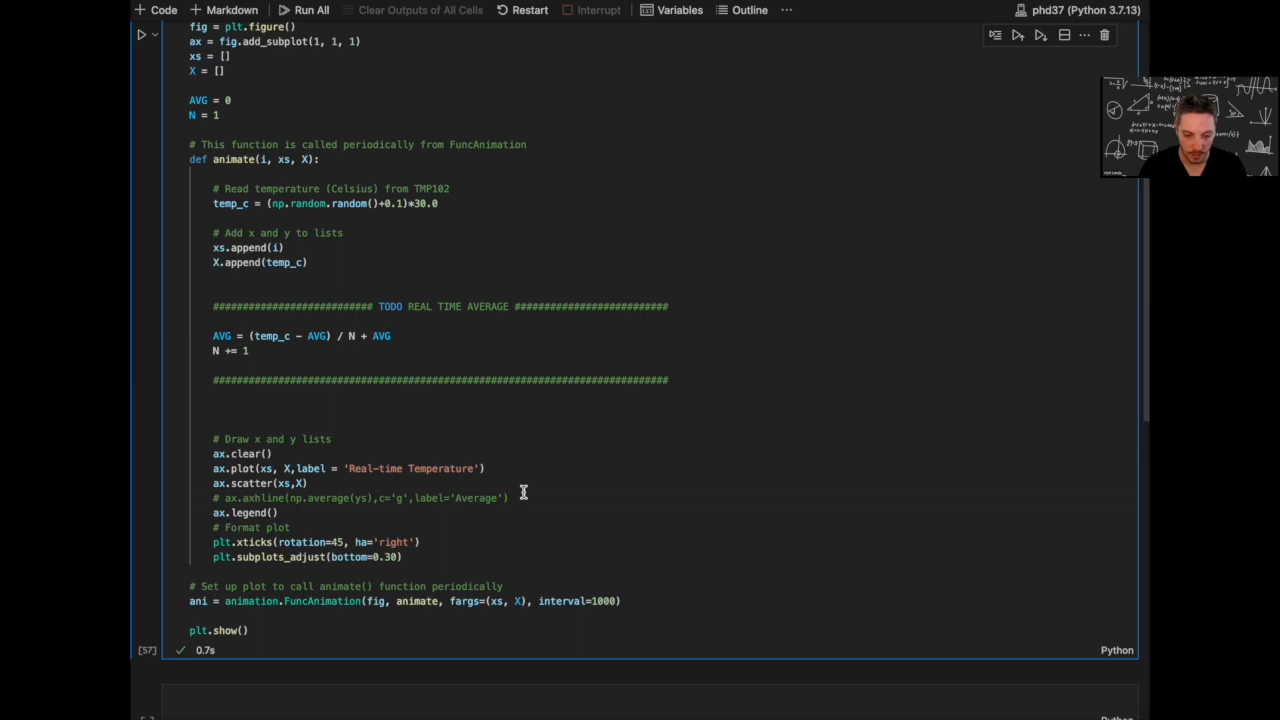 Code
Markdown
Run All
Clear Outputs of All Cells
Restart
Interrupt
Variables
Outline
phd37 (Python 3.7.13)
fig = plt.figure()
ax = fig.add_subplot(1, 1, 1)
xs = []
X = []
AVG = 0
N = 1
# This function is called periodically from FuncAnimation
def animate(i, xs, X):
# Read temperature (Celsius) from TMP102
temp_c = (np.random.random()+0.1)*30.0
# Add x and y to lists
xs.append(i)
X.append(temp_c)
########################### TODO REAL TIME AVERAGE ##########################
AVG = (temp_c - AVG) / N + AVG
N += 1
#############################################################################
# Draw x and y lists
ax.clear()
ax.plot(xs, X,label = 'Real-time Temperature')
ax.scatter(xs,X)
# ax.axhline(np.average(ys),c='g',label='Average')
ax.legend()
# Format plot
plt.xticks(rotation=45, ha='right')
plt.subplots_adjust(bottom=0.30)
# Set up plot to call animate() function periodically
ani = animation.FuncAnimation(fig, animate, fargs=(xs, X), interval=1000)
plt.show()
[57]
0.7s
Python